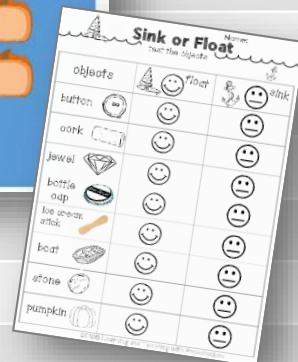 Name:
Sink or Float
Test the objects
objects
float
sink
button
cork
jewel
bottle
cap
ice cream
stick
boat
stone
pumpkin